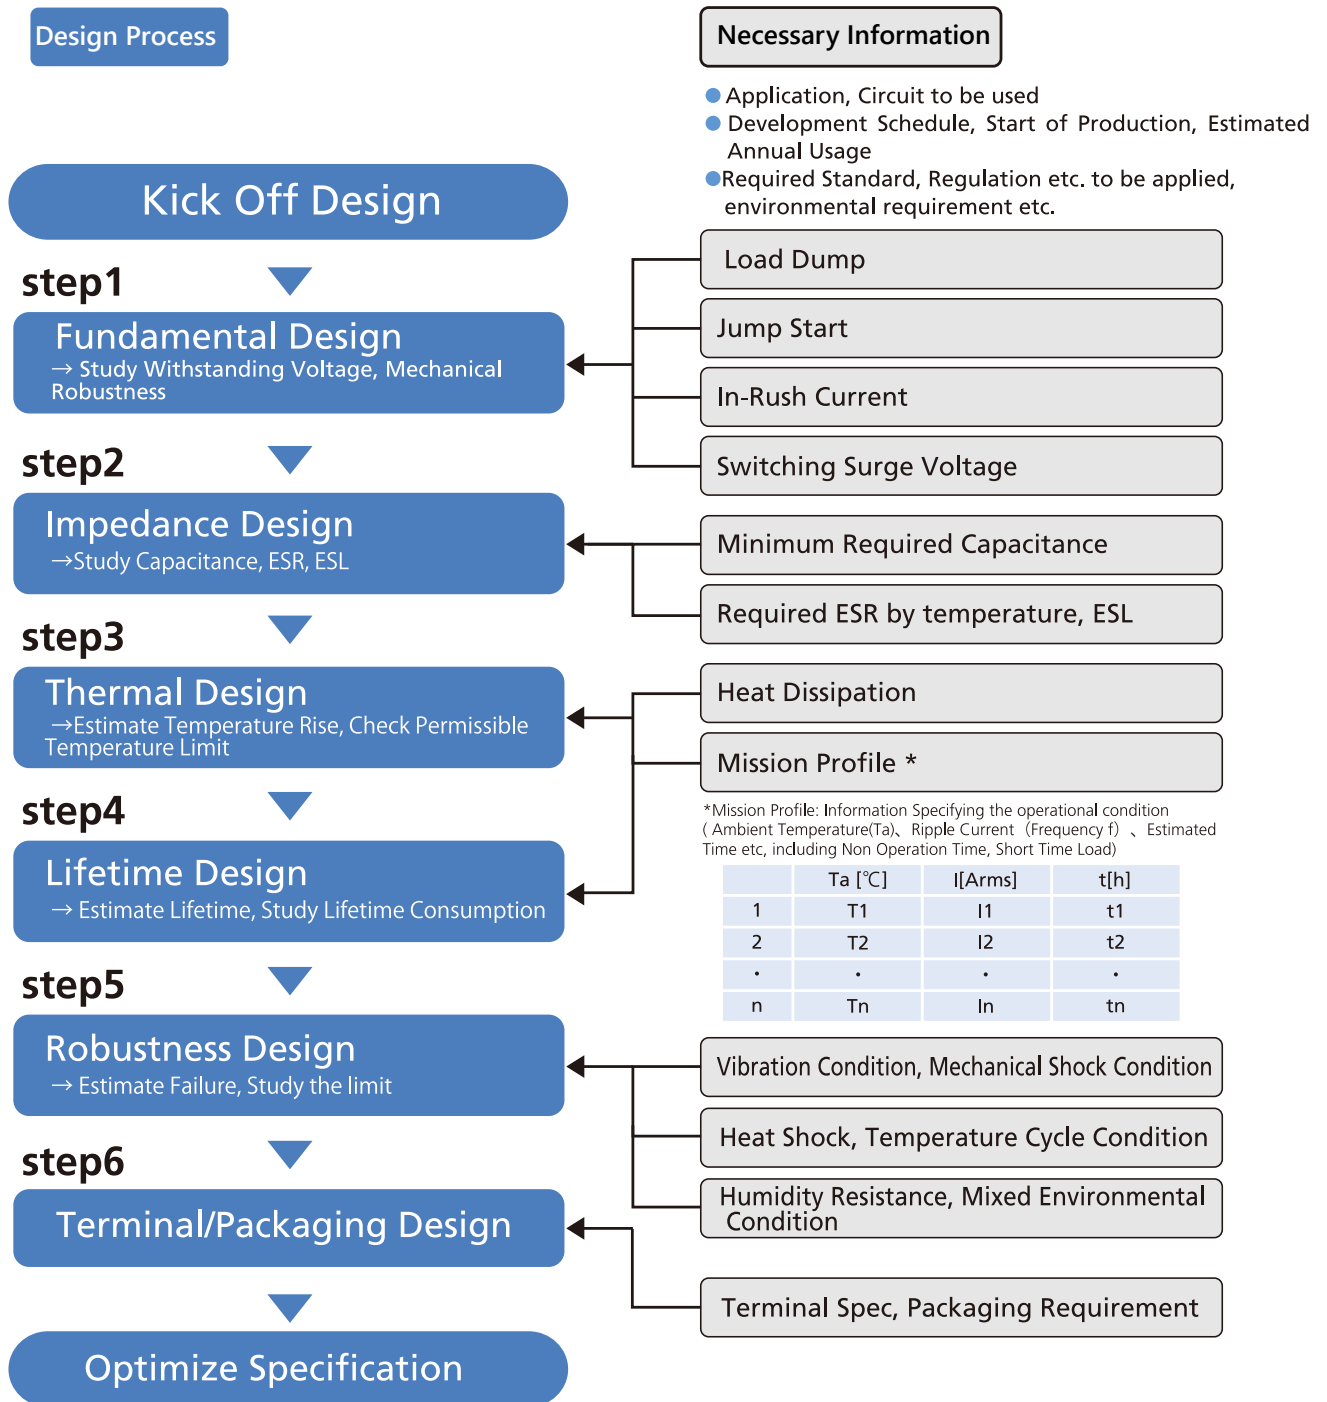 Design Process
Necessary Information
● Application, Circuit to be used
● Development Schedule, Start of Production, Estimated
Annual Usage
●Required Standard, Regulation etc. to be applied,
environmental requirement etc.
Kick Off Design
step1
Fundamental Design
→ Study Withstanding Voltage, Mechanical
Robustness
Load Dump
Jump Start
In-Rush Current
Switching Surge Voltage
step2
Impedance Design
→Study Capacitance, ESR, ESL
Minimum Required Capacitance
Required ESR by temperature, ESL
step3
Thermal Design
→Estimate Temperature Rise, Check Permissible
Temperature Limit
Heat Dissipation
Mission Profile *
*Mission Profile: Information Specifying the operational condition
( Ambient Temperature(Ta)、Ripple Current（Frequency f）、Estimated
Time etc, including Non Operation Time, Short Time Load)
Ta [℃] I[Arms] t[h]
1 T1 I1 t1
2 T2 I2 t2
・ ・ ・ ・
n Tn In tn
step4
Lifetime Design
→ Estimate Lifetime, Study Lifetime Consumption
step5
Robustness Design
→ Estimate Failure, Study the limit
Vibration Condition, Mechanical Shock Condition
Heat Shock, Temperature Cycle Condition
Humidity Resistance, Mixed Environmental
Condition
step6
Terminal/Packaging Design
Terminal Spec, Packaging Requirement
Optimize Specification